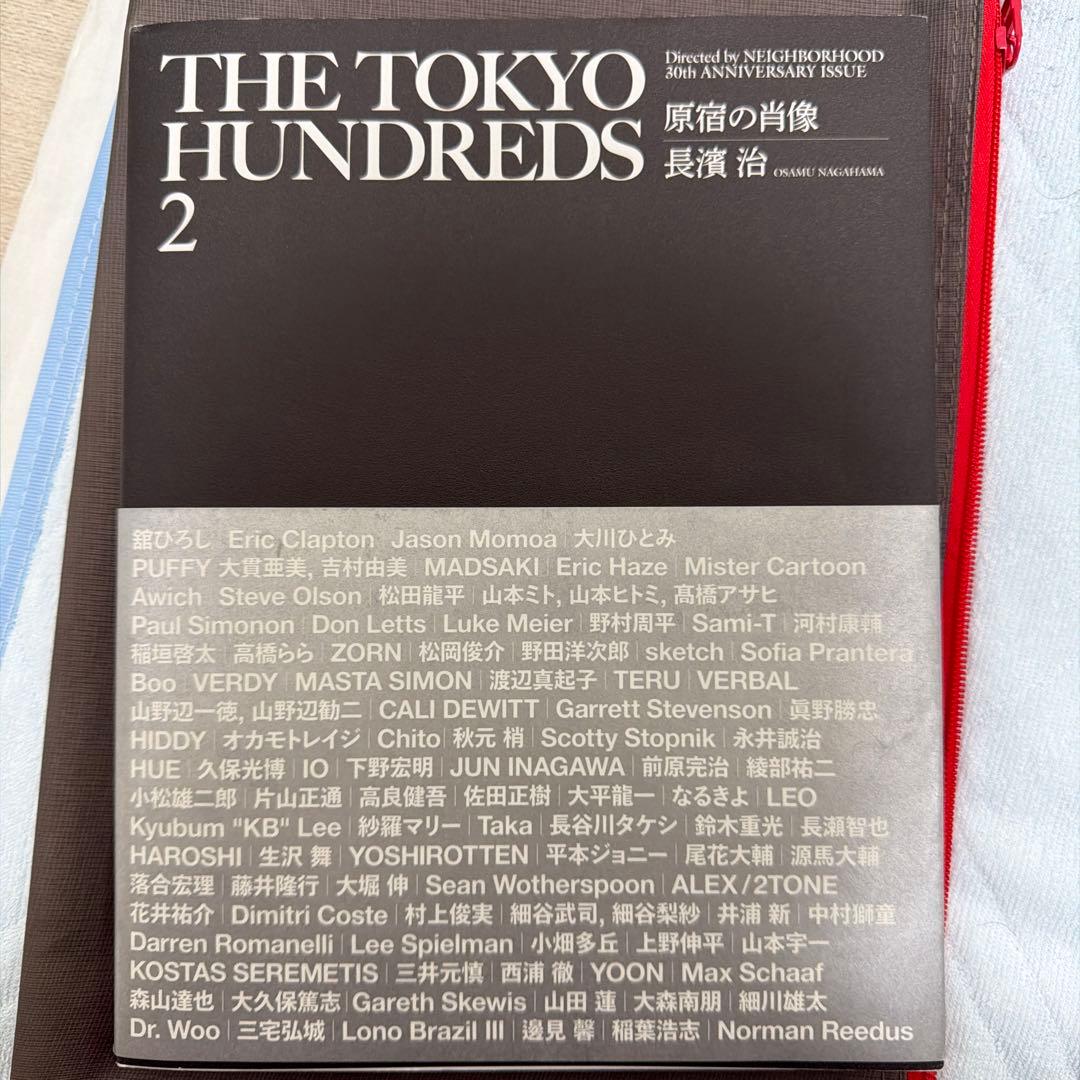 THE TOKYO
HUNDREDS
2
Directed by NEIGHBORHOOD
30th ANNIVERSARY ISSUE
原宿の肖像
長濱 治 OSAMU NAGAHAMA
舘ひろし Eric Clapton Jason Momoa | 大川ひとみ
PUFFY 大貫亜美, 吉村由美 | MADSAKI | Eric Haze | Mister Cartoon
Awich Steve Olson | 松田龍平 | 山本ミト, 山本ヒトミ, 髙橋アサヒ
Paul Simonon | Don Letts | Luke Meier | 野村周平 | Sami-T | 河村康輔
稲垣啓太 | 高橋らら | ZORN | 松岡俊介 | 野田洋次郎 | sketch | Sofia Prantera
Boo | VERDY | MASTA SIMON | 渡辺真起子 | TERU | VERBAL
山野辺一徳, 山野辺勧二 | CALI DEWITT | Garrett Stevenson | 眞野勝忠
HIDDY | オカモトレイジ | Chito | 秋元 梢 | Scotty Stopnik | 永井誠治
HUE | 久保光博 | IO | 下野宏明 | JUN INAGAWA | 前原完治 | 綾部祐二
小松雄二郎 | 片山正通 | 高良健吾 | 佐田正樹 | 大平龍一 | なるきよ | LEO
Kyubum "KB" Lee | 紗羅マリー | Taka | 長谷川タケシ | 鈴木重光 | 長瀬智也
HAROSHI | 生沢 舞 | YOSHIROTTEN | 平本ジョニー | 尾花大輔 | 源馬大輔
落合宏理 | 藤井隆行 | 大堀 伸 | Sean Wotherspoon | ALEX/2TONE
花井祐介 | Dimitri Coste | 村上俊実 | 細谷武司, 細谷梨紗 | 井浦 新 | 中村獅童
Darren Romanelli | Lee Spielman | 小畑多丘 | 上野伸平 | 山本宇一
KOSTAS SEREMETIS | 三井元慎 | 西浦 徹 | YOON | Max Schaaf
森山達也 | 大久保篤志 | Gareth Skewis | 山田 蓮 | 大森南朋 | 細川雄太
Dr. Woo | 三宅弘城 | Lono Brazil III | 邊見 馨 | 稲葉浩志 | Norman Reedus